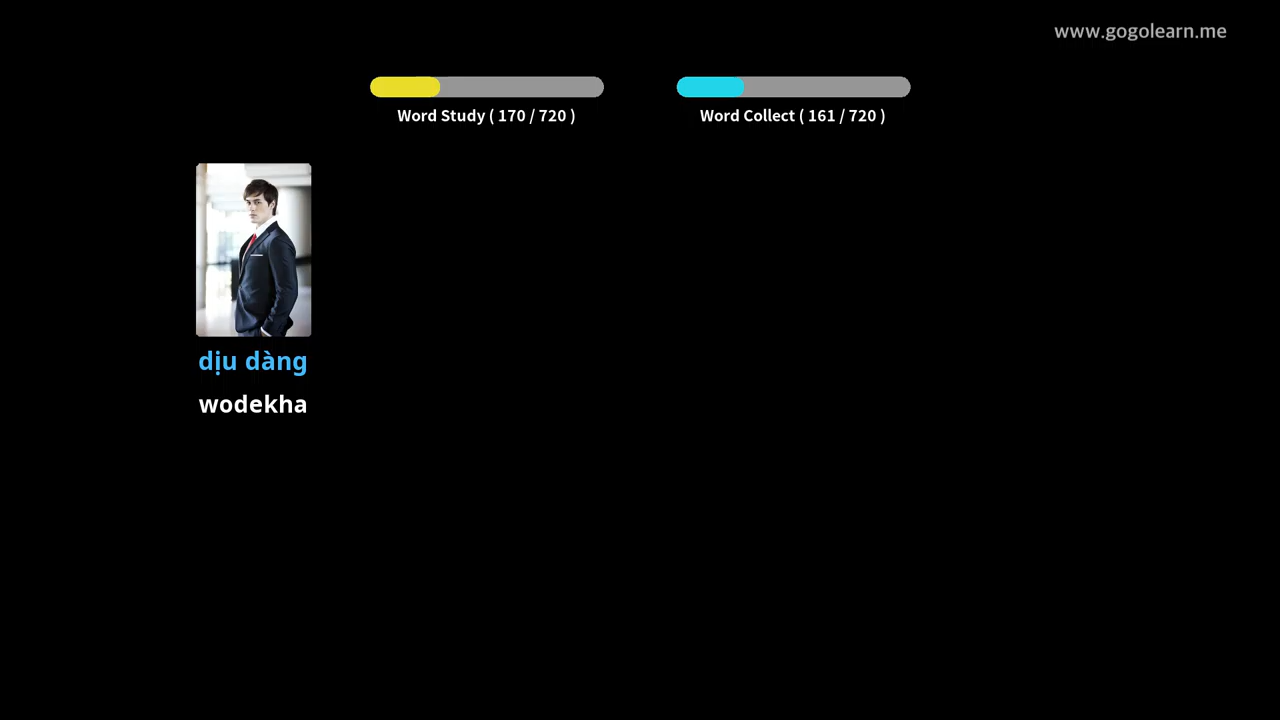 www.gogolearn.me
Word Study ( 170 / 720 )
Word Collect ( 161 / 720 )
dịu dàng
wodekha